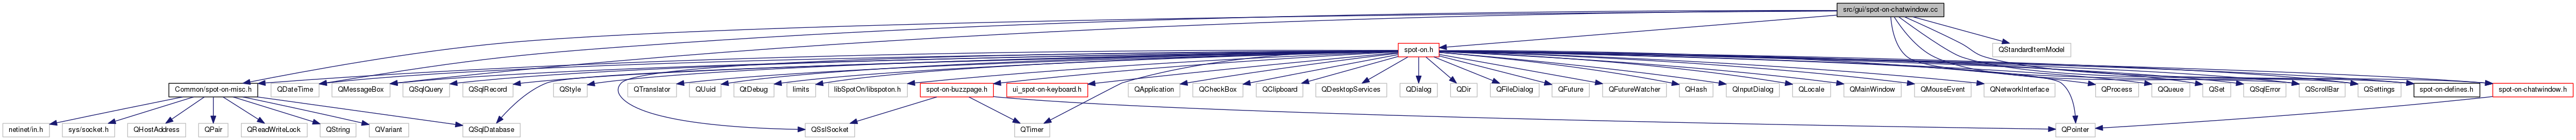 src/gui/spot-on-chatwindow.cc
spot-on.h
QStandardItemModel
Common/spot-on-misc.h
QDateTime
QMessageBox
QSqlQuery
QSqlRecord
QStyle
QTranslator
QUuid
QtDebug
limits
libSpotOn/libspoton.h
spot-on-buzzpage.h
ui_spot-on-keyboard.h
QApplication
QCheckBox
QClipboard
QDesktopServices
QDialog
QDir
QFileDialog
QFuture
QFutureWatcher
QHash
QInputDialog
QLocale
QMainWindow
QMouseEvent
QNetworkInterface
QProcess
QQueue
QSet
QSqlError
QScrollBar
QSettings
spot-on-defines.h
spot-on-chatwindow.h
netinet/in.h
sys/socket.h
QHostAddress
QPair
QReadWriteLock
QString
QVariant
QSqlDatabase
QSslSocket
QTimer
QPointer